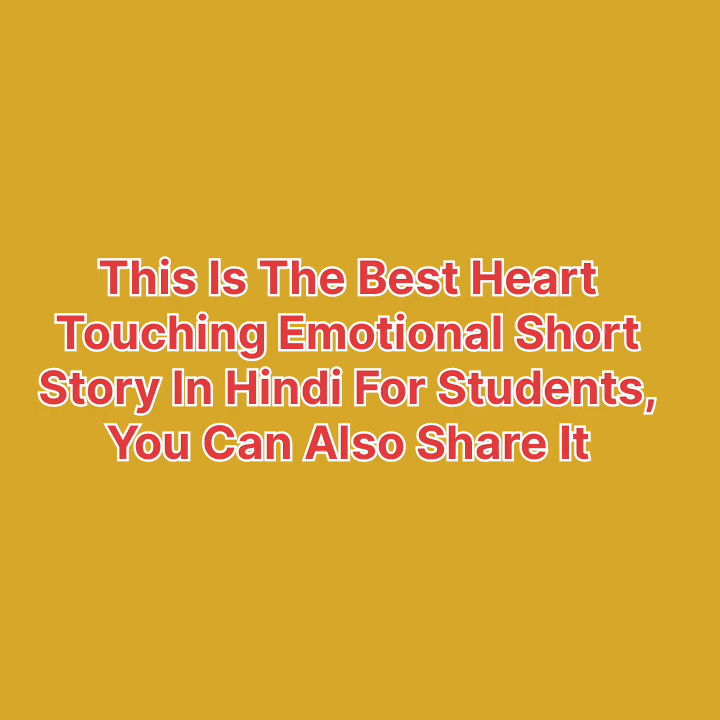 This Is The Best Heart
Touching Emotional Short
Story In Hindi For Students,
You Can Also Share It